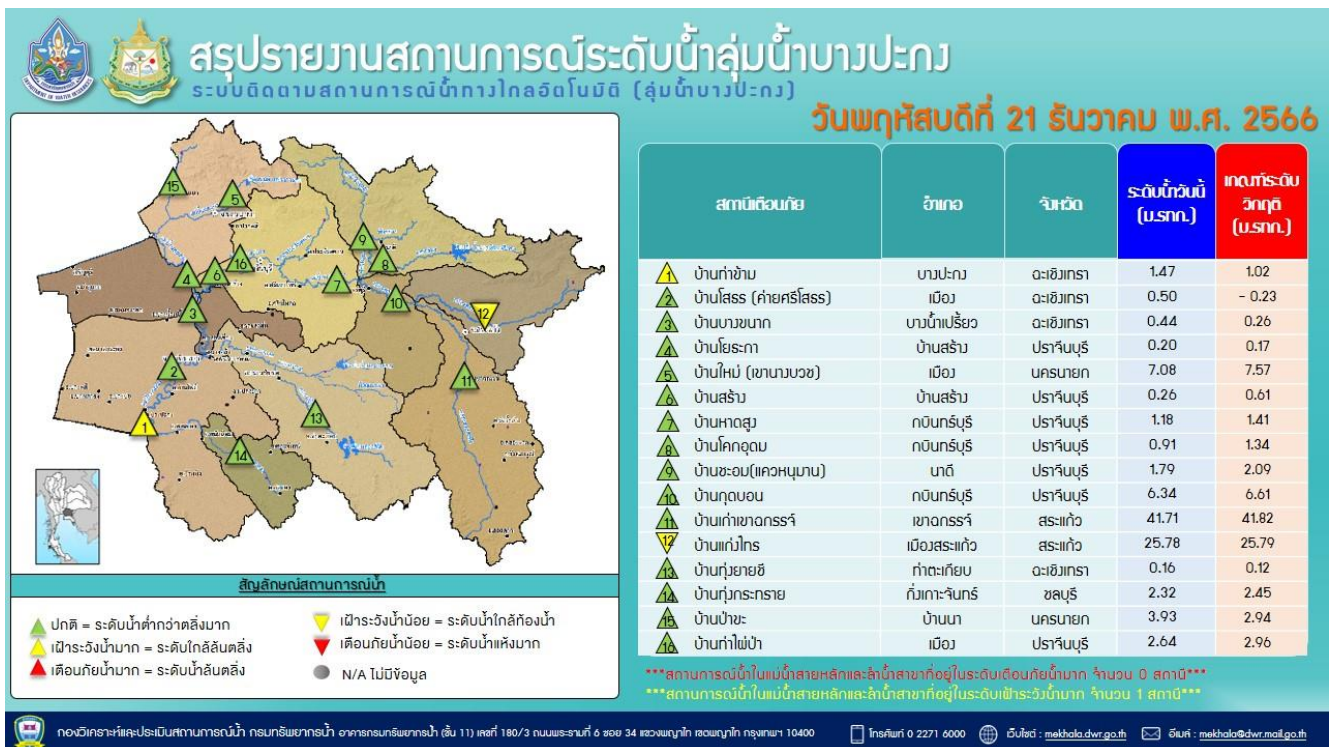 สรุปรายงานสถานการณ์ระดับน้ำลุ่มน้ำบางปะกง
ระบบติดตามสถานการณ์น้ำทางไกลอัตโนมัติ (ลุ่มน้ำบางปะกง)
วันพฤหัสบดีที่ 21 ธันวาคม พ.ศ. 2566
สถานีเตือนภัย อำเภอ จังหวัด ระดับน้ำวันนี้ (ม.รทก.) เกณฑ์ระดับวิกฤติ (ม.รทก.)
1 บ้านท่าข้าม บางปะกง ฉะเชิงเทรา 1.47 1.02
2 บ้านโสธร (ค่ายศรีโสธร) เมือง ฉะเชิงเทรา 0.50 - 0.23
3 บ้านบางขนาก บางน้ำเปรี้ยว ฉะเชิงเทรา 0.44 0.26
4 บ้านโยธะกา บ้านสร้าง ปราจีนบุรี 0.20 0.17
5 บ้านใหม่ (เขานางบวช) เมือง นครนายก 7.08 7.57
6 บ้านสร้าง บ้านสร้าง ปราจีนบุรี 0.26 0.61
7 บ้านหาดสูง กบินทร์บุรี ปราจีนบุรี 1.18 1.41
8 บ้านโคกอุดม กบินทร์บุรี ปราจีนบุรี 0.91 1.34
9 บ้านชะอม(แควหนุมาน) นาดี ปราจีนบุรี 1.79 2.09
10 บ้านกุดบอน กบินทร์บุรี ปราจีนบุรี 6.34 6.61
11 บ้านเก่าเขาฉกรรจ์ เขาฉกรรจ์ สระแก้ว 41.71 41.82
12 บ้านแก่งไทร เมืองสระแก้ว สระแก้ว 25.78 25.79
13 บ้านทุ่งยายชี ท่าตะเกียบ ฉะเชิงเทรา 0.16 0.12
14 บ้านทุ่งกระทราย กิ่งเกาะจันทร์ ชลบุรี 2.32 2.45
15 บ้านป่าขะ บ้านนา นครนายก 3.93 2.94
16 บ้านท่าไผ่ป่า เมือง ปราจีนบุรี 2.64 2.96
***สถานการณ์น้ำในแม่น้ำสายหลักและลำน้ำสาขาที่อยู่ในระดับเตือนภัยน้ำมาก จำนวน 0 สถานี***
***สถานการณ์น้ำในแม่น้ำสายหลักและลำน้ำสาขาที่อยู่ในระดับเฝ้าระวังน้ำมาก จำนวน 1 สถานี***
สัญลักษณ์สถานการณ์น้ำ
ปกติ = ระดับน้ำต่ำกว่าตลิ่งมาก
เฝ้าระวังน้ำมาก = ระดับใกล้ล้นตลิ่ง
เตือนภัยน้ำมาก = ระดับน้ำล้นตลิ่ง
เฝ้าระวังน้ำน้อย = ระดับน้ำใกล้ท้องน้ำ
เตือนภัยน้ำน้อย = ระดับน้ำแห้งมาก
N/A ไม่มีข้อมูล
กองวิเคราะห์และประเมินสถานการณ์น้ำ กรมทรัพยากรน้ำ อาคารกรมทรัพยากรน้ำ (ชั้น 11) เลขที่ 180/3 ถนนพระรามที่ 6 ซอย 34 แขวงพญาไท เขตพญาไท กรุงเทพฯ 10400 โทรศัพท์ 0 2271 6000 เว็บไซต์ : mekhala.dwr.go.th อีเมล์ : mekhala@dwr.mail.go.th